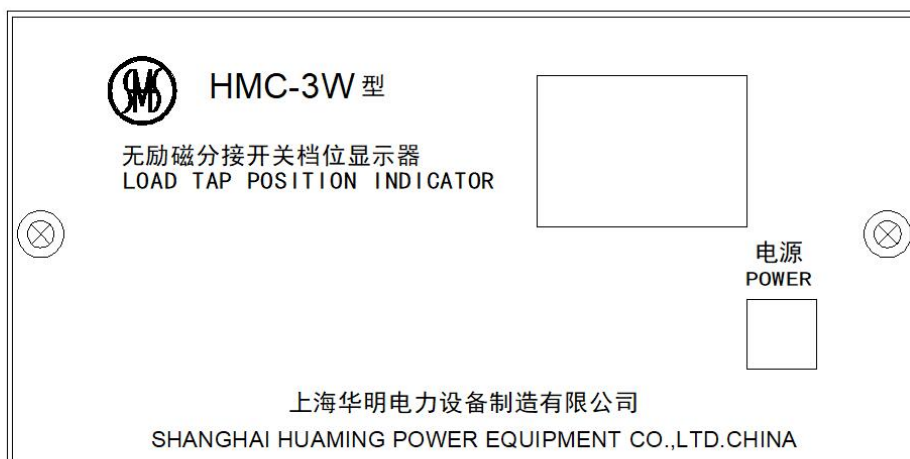 SMS
HMC-3W 型
无励磁分接开关档位显示器
LOAD TAP POSITION INDICATOR
电源
POWER
上海华明电力设备制造有限公司
SHANGHAI HUAMING POWER EQUIPMENT CO.,LTD.CHINA